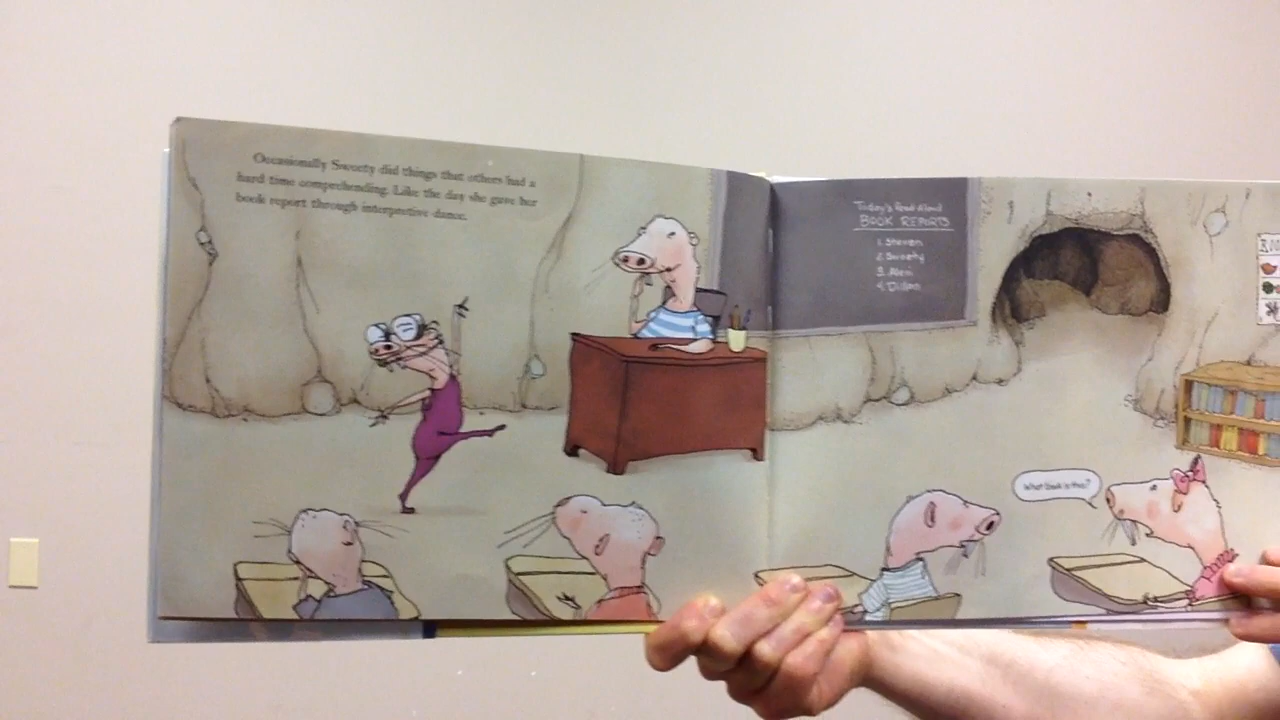 Occasionally Sweety did things that others had a
hard time comprehending. Like the day she gave her
book report through interpretive dance.
Today's Read Aloud
BOOK REPORTS
1. Steven
2. Sweety
3. Alexi
4. Dillon
What book is this?